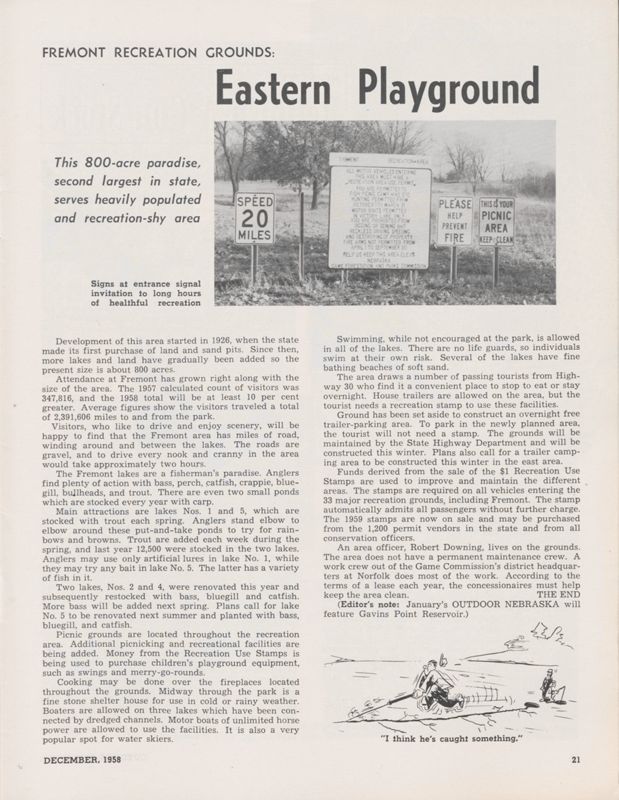 FREMONT RECREATION GROUNDS:
Eastern Playground
This 800-acre paradise,
second largest in state,
serves heavily populated
and recreation-shy area
Signs at entrance signal
invitation to long hours
of healthful recreation
SPEED
20
MILES
RECREATION AREA
ALL MOTOR VEHICLES ENTERING
THIS AREA MUST HAVE A
RECREATION AREA USE PERMIT
PLEASE
HELP
PREVENT
FIRE
THIS IS YOUR
PICNIC
AREA
KEEP CLEAN
Development of this area started in 1926, when the state
made its first purchase of land and sand pits. Since then,
more lakes and land have gradually been added so the
present size is about 800 acres.
Attendance at Fremont has grown right along with the
size of the area. The 1957 calculated count of visitors was
347,816, and the 1958 total will be at least 10 per cent
greater. Average figures show the visitors traveled a total
of 2,391,606 miles to and from the park.
Visitors, who like to drive and enjoy scenery, will be
happy to find that the Fremont area has miles of road,
winding around and between the lakes. The roads are
gravel, and to drive every nook and cranny in the area
would take approximately two hours.
The Fremont lakes are a fisherman's paradise. Anglers
find plenty of action with bass, perch, catfish, crappie, blue-
gill, bullheads, and trout. There are even two small ponds
which are stocked every year with carp.
Main attractions are lakes Nos. 1 and 5, which are
stocked with trout each spring. Anglers stand elbow to
elbow around these put-and-take ponds to try for rain-
bows and browns. Trout are added each week during the
spring, and last year 12,500 were stocked in the two lakes.
Anglers may use only artificial lures in lake No. 1, while
they may try any bait in lake No. 5. The latter has a variety
of fish in it.
Two lakes, Nos. 2 and 4, were renovated this year and
subsequently restocked with bass, bluegill and catfish.
More bass will be added next spring. Plans call for lake
No. 5 to be renovated next summer and planted with bass,
bluegill, and catfish.
Picnic grounds are located throughout the recreation
area. Additional picnicking and recreational facilities are
being added. Money from the Recreation Use Stamps is
being used to purchase children's playground equipment,
such as swings and merry-go-rounds.
Cooking may be done over the fireplaces located
throughout the grounds. Midway through the park is a
fine stone shelter house for use in cold or rainy weather.
Boaters are allowed on three lakes which have been con-
nected by dredged channels. Motor boats of unlimited horse
power are allowed to use the facilities. It is also a very
popular spot for water skiers.
Swimming, while not encouraged at the park, is allowed
in all of the lakes. There are no life guards, so individuals
swim at their own risk. Several of the lakes have fine
bathing beaches of soft sand.
The area draws a number of passing tourists from High-
way 30 who find it a convenient place to stop to eat or stay
overnight. House trailers are allowed on the area, but the
tourist needs a recreation stamp to use these facilities.
Ground has been set aside to construct an overnight free
trailer-parking area. To park in the newly planned area,
the tourist will not need a stamp. The grounds will be
maintained by the State Highway Department and will be
constructed this winter. Plans also call for a trailer camp-
ing area to be constructed this winter in the east area.
Funds derived from the sale of the $1 Recreation Use
Stamps are used to improve and maintain the different
areas. The stamps are required on all vehicles entering the
33 major recreation grounds, including Fremont. The stamp
automatically admits all passengers without further charge.
The 1959 stamps are now on sale and may be purchased
from the 1,200 permit vendors in the state and from all
conservation officers.
An area officer, Robert Downing, lives on the grounds.
The area does not have a permanent maintenance crew. A
work crew out of the Game Commission's district headquar-
ters at Norfolk does most of the work. According to the
terms of a lease each year, the concessionaires must help
keep the area clean. THE END
(Editor's note: January's OUTDOOR NEBRASKA will
feature Gavins Point Reservoir.)
"I think he's caught something."
DECEMBER, 1958
21